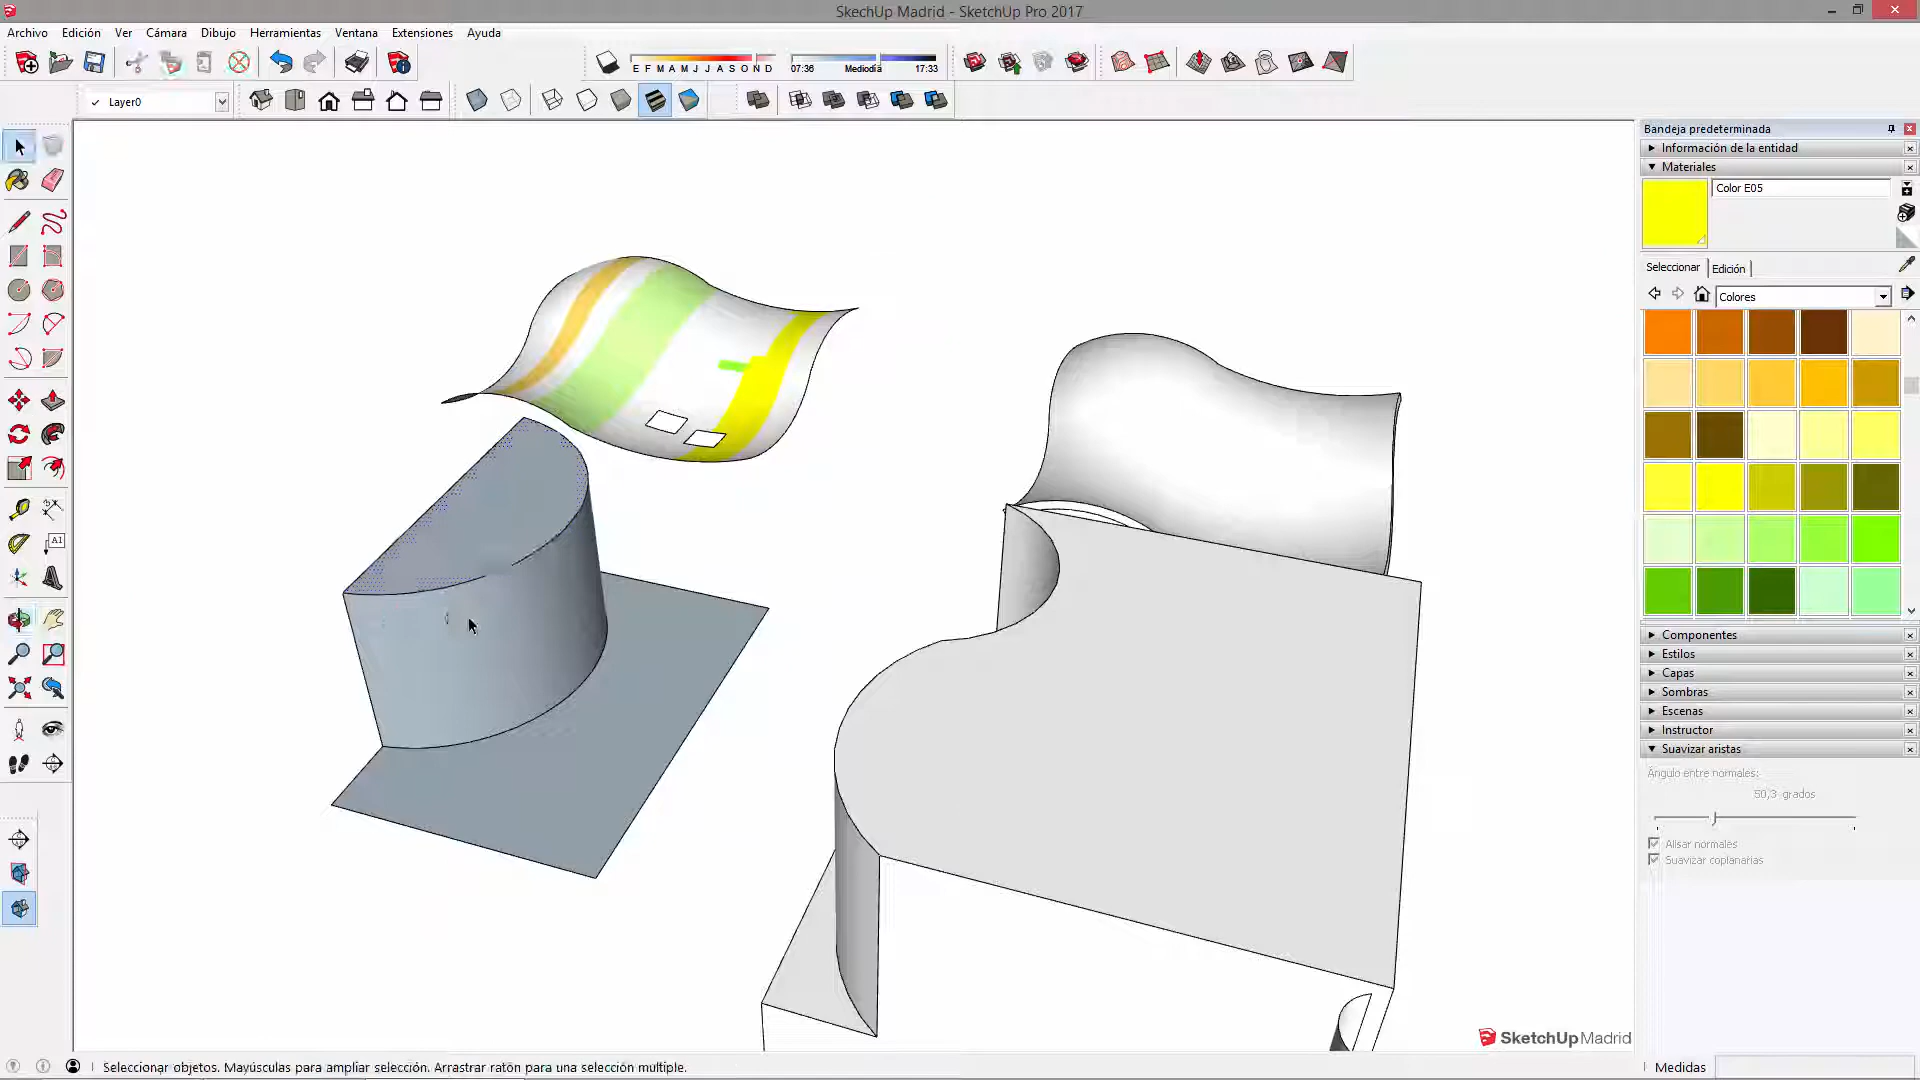 SkechUp Madrid - SketchUp Pro 2017
Archivo Edición Ver Cámara Dibujo Herramientas Ventana Extensiones Ayuda
E F M A M J J A S O N D 07:36 Mediodía 17:33
Layer0
Bandeja predeterminada
Información de la entidad
Materiales
Color E05
Seleccionar Edición
Colores
A1
Componentes
Estilos
Capas
Sombras
Escenas
Instructor
Suavizar aristas
Ángulo entre normales:
50,3 grados
Alisar normales
Suavizar coplanarias
SketchUp Madrid
Seleccionar objetos. Mayúsculas para ampliar selección. Arrastrar ratón para una selección múltiple.
Medidas